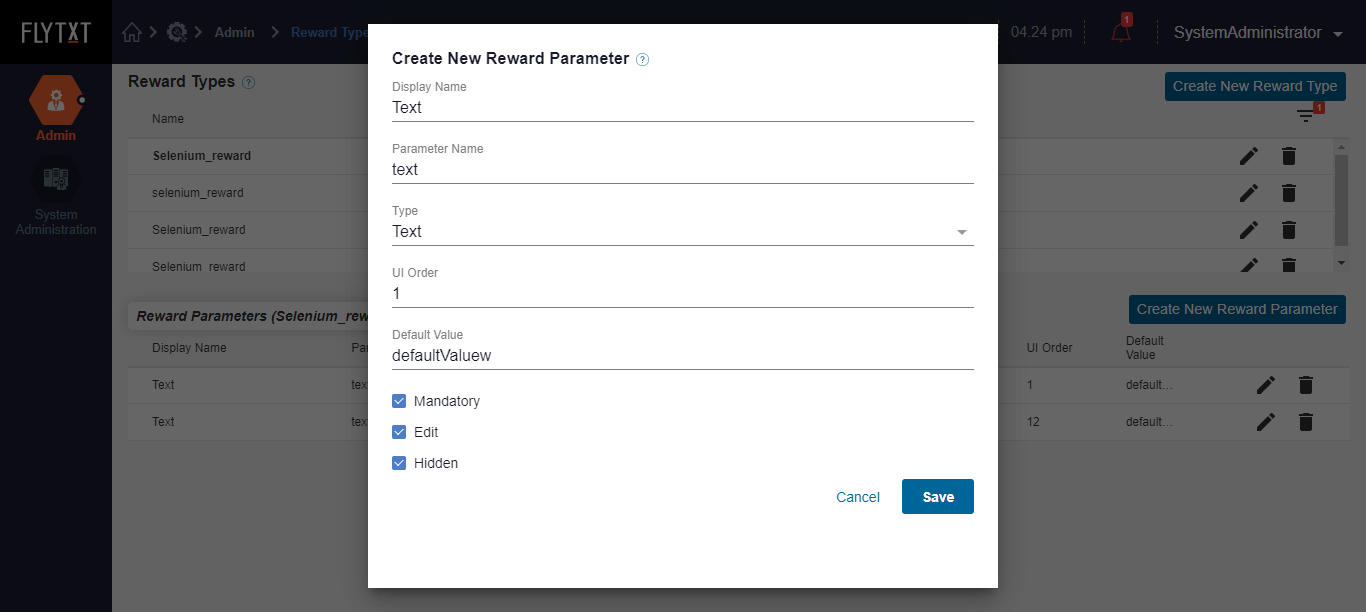 FLYTXT
Admin
Reward Type
04.24 pm
1
SystemAdministrator
Admin
System
Administration
Reward Types ?
Create New Reward Type
1
Name
Selenium_reward
selenium_reward
Selenium_reward
Selenium_reward
Reward Parameters (Selenium_rew
Create New Reward Parameter
Display Name
UI Order
Default
Value
Text
1
default...
Text
12
default...
Create New Reward Parameter ?
Display Name
Text
Parameter Name
text
Type
Text
UI Order
1
Default Value
defaultValuew
Mandatory
Edit
Hidden
Cancel
Save